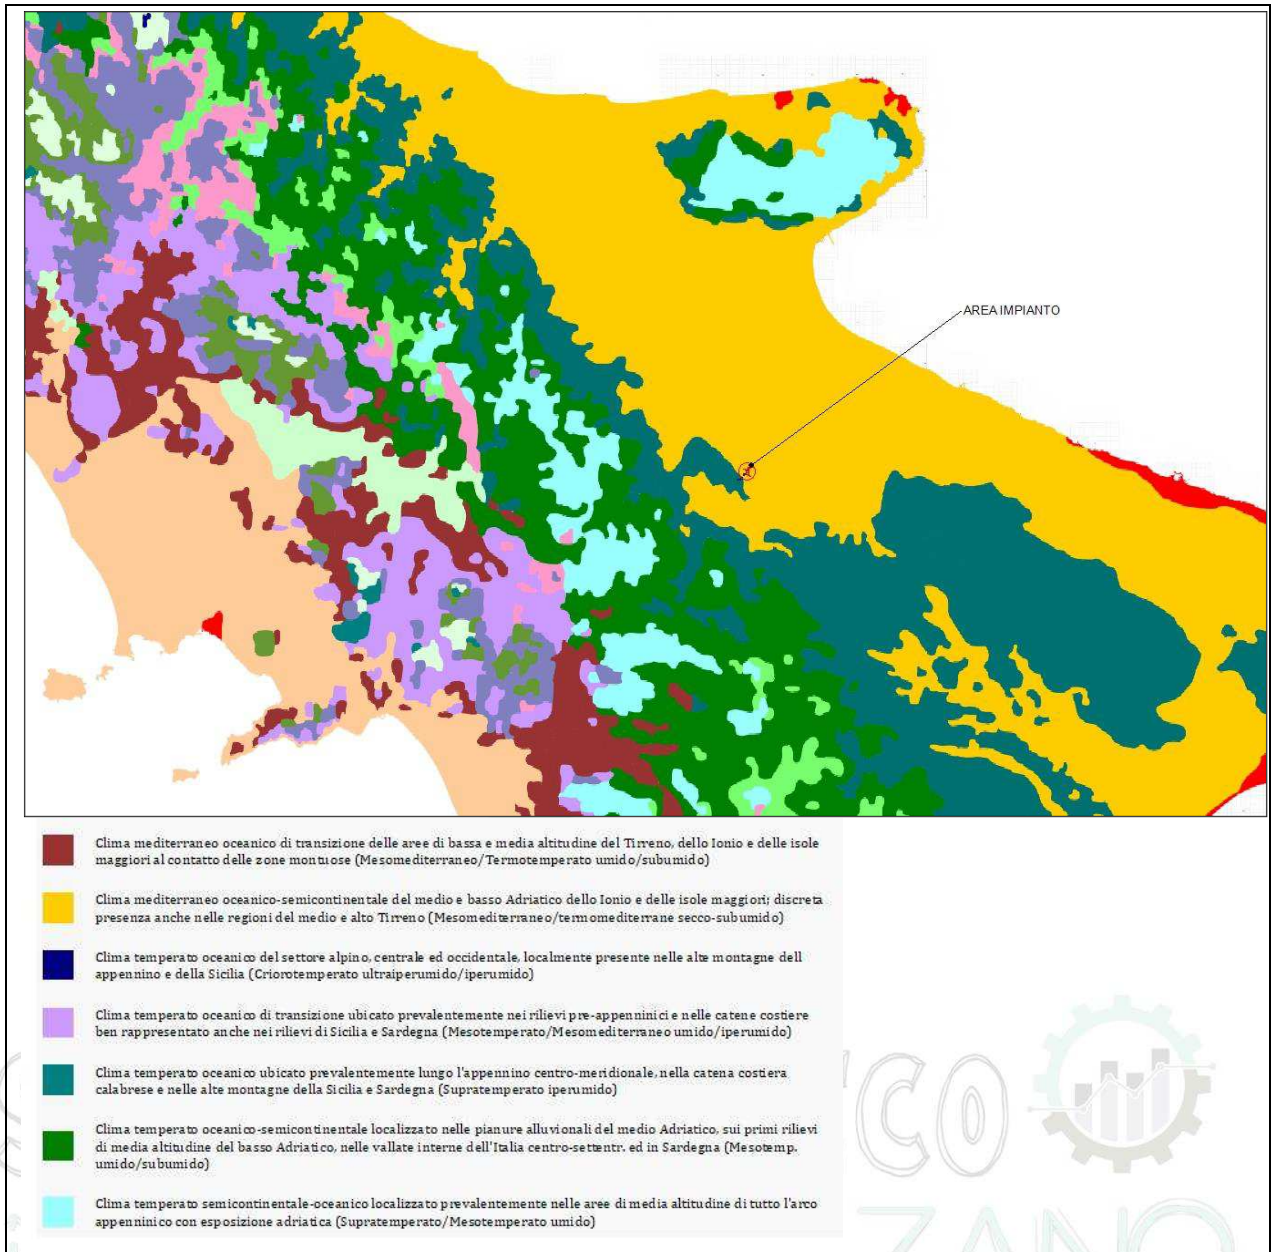 AREA IMPIANTO
Clima mediterraneo oceanico di transizione delle aree di bassa e media altitudine del Tirreno, dello Ionio e delle isole
maggiori al contatto delle zone montuose (Mesomediterraneo/Termotemperato umido/subumido)
Clima mediterraneo oceanico-semicontinentale del medio e basso Adriatico dello Ionio e delle isole maggiori; discreta
presenza anche nelle regioni del medio e alto Tirreno (Mesomediterraneo/termomediterrane secco-subumido)
Clima temperato oceanico del settore alpino, centrale ed occidentale, localmente presente nelle alte montagne dell
appennino e della Sicilia (Criorotemperato ultraiperumido/iperumido)
Clima temperato oceanico di transizione ubicato prevalentemente nei rilievi pre-appenninici e nelle catene costiere
ben rappresentato anche nei rilievi di Sicilia e Sardegna (Mesotemperato/Mesomediterraneo umido/iperumido)
Clima temperato oceanico ubicato prevalentemente lungo l'appennino centro-meridionale, nella catena costiera
calabrese e nelle alte montagne della Sicilia e Sardegna (Supratemperato iperumido)
Clima temperato oceanico-semicontinentale localizzato nelle pianure alluvionali del medio Adriatico, sui primi rilievi
di media altitudine del basso Adriatico, nelle vallate interne dell'Italia centro-settentr. ed in Sardegna (Mesotemp.
umido/subumido)
Clima temperato semicontinentale-oceanico localizzato prevalentemente nelle aree di media altitudine di tutto l'arco
appenninico con esposizione adriatica (Supratemperato/Mesotemperato umido)